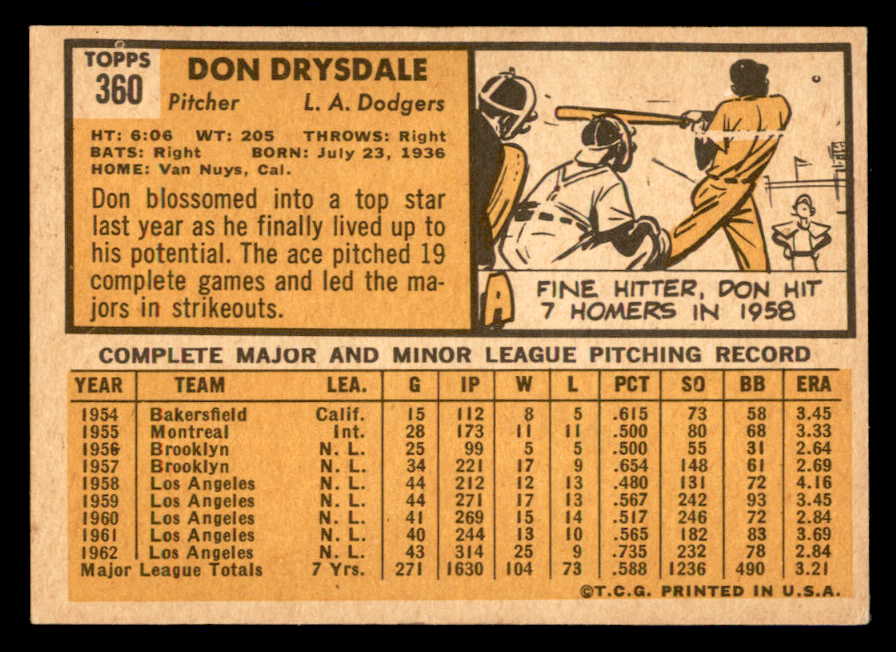 TOPPS
360
DON DRYSDALE
Pitcher L. A. Dodgers
HT: 6:06 WT: 205 THROWS: Right
BATS: Right BORN: July 23, 1936
HOME: Van Nuys, Cal.
Don blossomed into a top star
last year as he finally lived up to
his potential. The ace pitched 19
complete games and led the ma-
jors in strikeouts.
FINE HITTER, DON HIT
7 HOMERS IN 1958
COMPLETE MAJOR AND MINOR LEAGUE PITCHING RECORD
YEAR TEAM LEA. G IP W L PCT SO BB ERA
1954 Bakersfield Calif. 15 112 8 5 .615 73 58 3.45
1955 Montreal Int. 28 173 11 11 .500 80 68 3.33
1956 Brooklyn N. L. 25 99 5 5 .500 55 31 2.64
1957 Brooklyn N. L. 34 221 17 9 .654 148 61 2.69
1958 Los Angeles N. L. 44 212 12 13 .480 131 72 4.16
1959 Los Angeles N. L. 44 271 17 13 .567 242 93 3.45
1960 Los Angeles N. L. 41 269 15 14 .517 246 72 2.84
1961 Los Angeles N. L. 40 244 13 10 .565 182 83 3.69
1962 Los Angeles N. L. 43 314 25 9 .735 232 78 2.84
Major League Totals 7 Yrs. 271 1630 104 73 .588 1236 490 3.21
©T.C.G. PRINTED IN U.S.A.